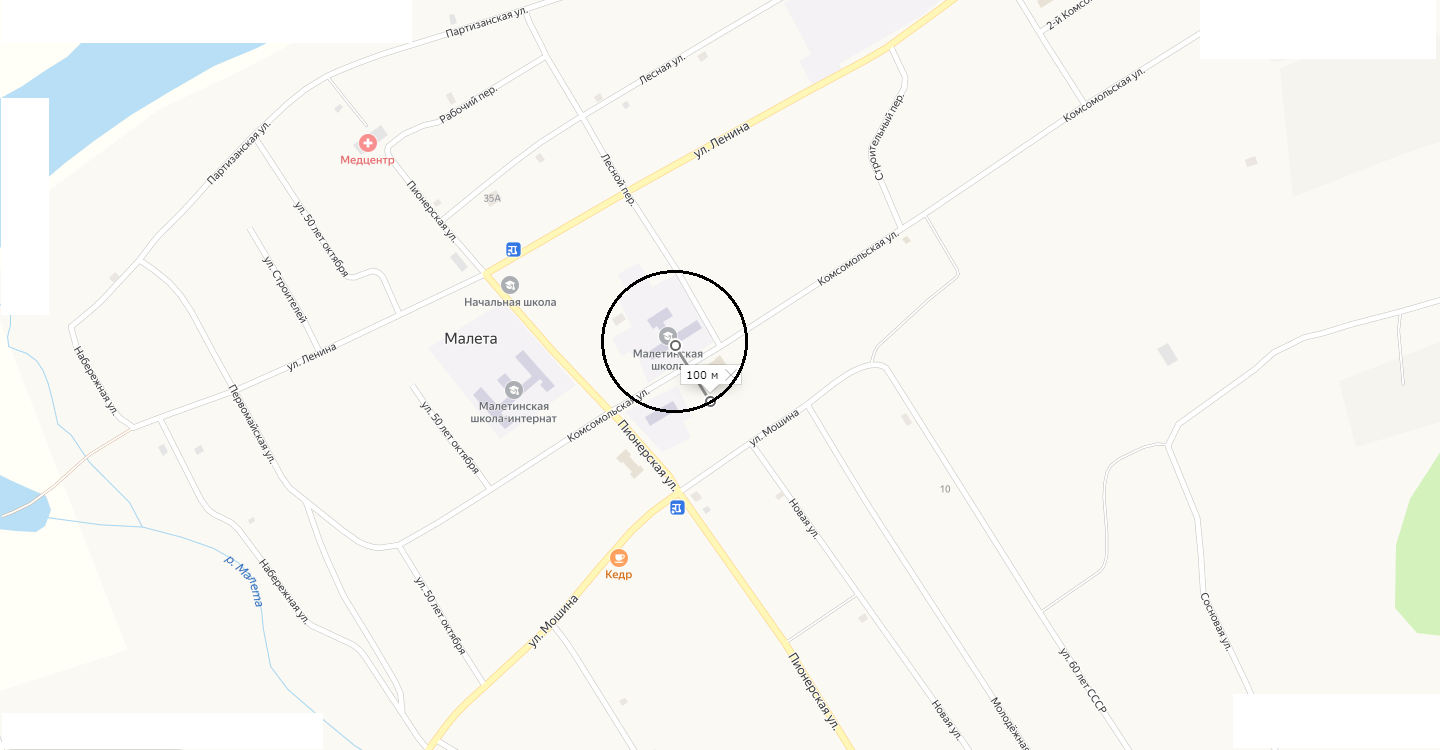 Партизанская ул.
2-й Комсо
Лесная ул.
Комсомольская ул.
Рабочий пер.
Строительный пер.
Партизанская ул.
ул. Ленина
Медцентр
Лесной пер.
Пионерская ул.
35А
ул. 50 лет октября
Комсомольская ул.
ул. Строителей
Начальная школа
Малета
ул. Ленина
Малетинская
школа
100 м
Набережная ул.
Первомайская ул.
ул. 50 лет октября
Малетинская
школа-интернат
Комсомольская ул.
ул. Мошина
Пионерская ул.
10
Новая ул.
р. Малета
Набережная ул.
Кедр
ул. 50 лет октября
ул. Мошина
Сосновая ул.
Пионерская ул.
ул. 60 лет СССР
Новая ул.
Молодёжная